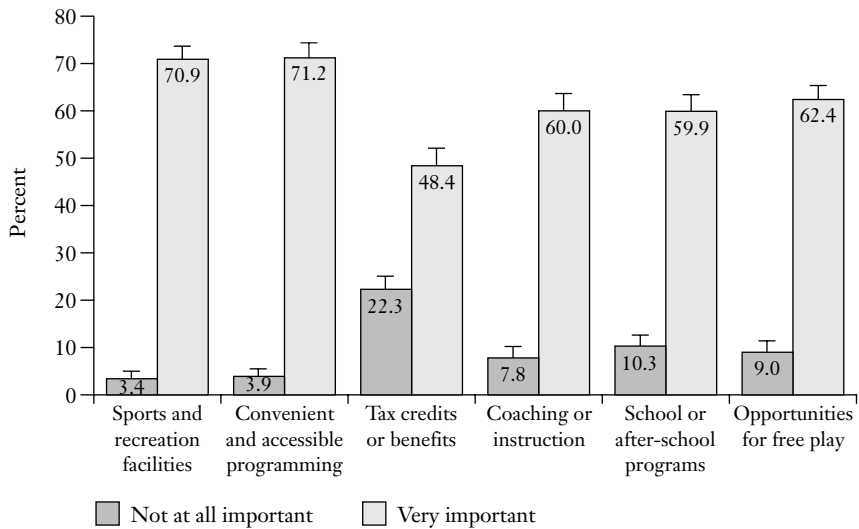 80
70
60
50
40
30
20
10
0
Percent
70.9
71.2
60.0
59.9
62.4
48.4
22.3
3.4
3.9
7.8
10.3
9.0
Sports and
recreation
facilities
Convenient
and accessible
programming
Tax credits
or benefits
Coaching or
instruction
School or
after-school
programs
Opportunities
for free play
Not at all important
Very important